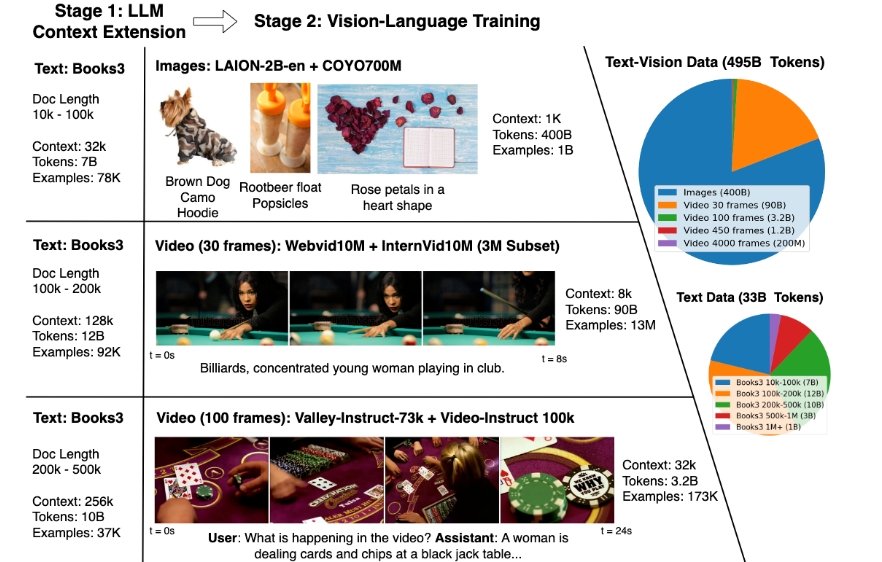 Stage 1: LLM
Context Extension
Stage 2: Vision-Language Training
Text: Books3
Doc Length
10k - 100k
Context: 32k
Tokens: 7B
Examples: 78K
Images: LAION-2B-en + COYO700M
Brown Dog
Camo
Hoodie
Rootbeer float
Popsicles
Rose petals in a
heart shape
Context: 1K
Tokens: 400B
Examples: 1B
Text: Books3
Doc Length
100k - 200k
Context: 128k
Tokens: 12B
Examples: 92K
Video (30 frames): Webvid10M + InternVid10M (3M Subset)
t = 0s
t = 8s
Billiards, concentrated young woman playing in club.
Context: 8k
Tokens: 90B
Examples: 13M
Text: Books3
Doc Length
200k - 500k
Context: 256k
Tokens: 10B
Examples: 37K
Video (100 frames): Valley-Instruct-73k + Video-Instruct 100k
WHY
t = 0s
t = 24s
User: What is happening in the video? Assistant: A woman is
dealing cards and chips at a black jack table...
Context: 32k
Tokens: 3.2B
Examples: 173K
Text-Vision Data (495B Tokens)
Images (400B)
Video 30 frames (90B)
Video 100 frames (3.2B)
Video 450 frames (1.2B)
Video 4000 frames (200M)
Text Data (33B Tokens)
Books3 10k-100k (7B)
Book3 100k-200k (12B)
Book3 200k-500k (10B)
Books3 500k-1M (3B)
Books3 1M+ (1B)